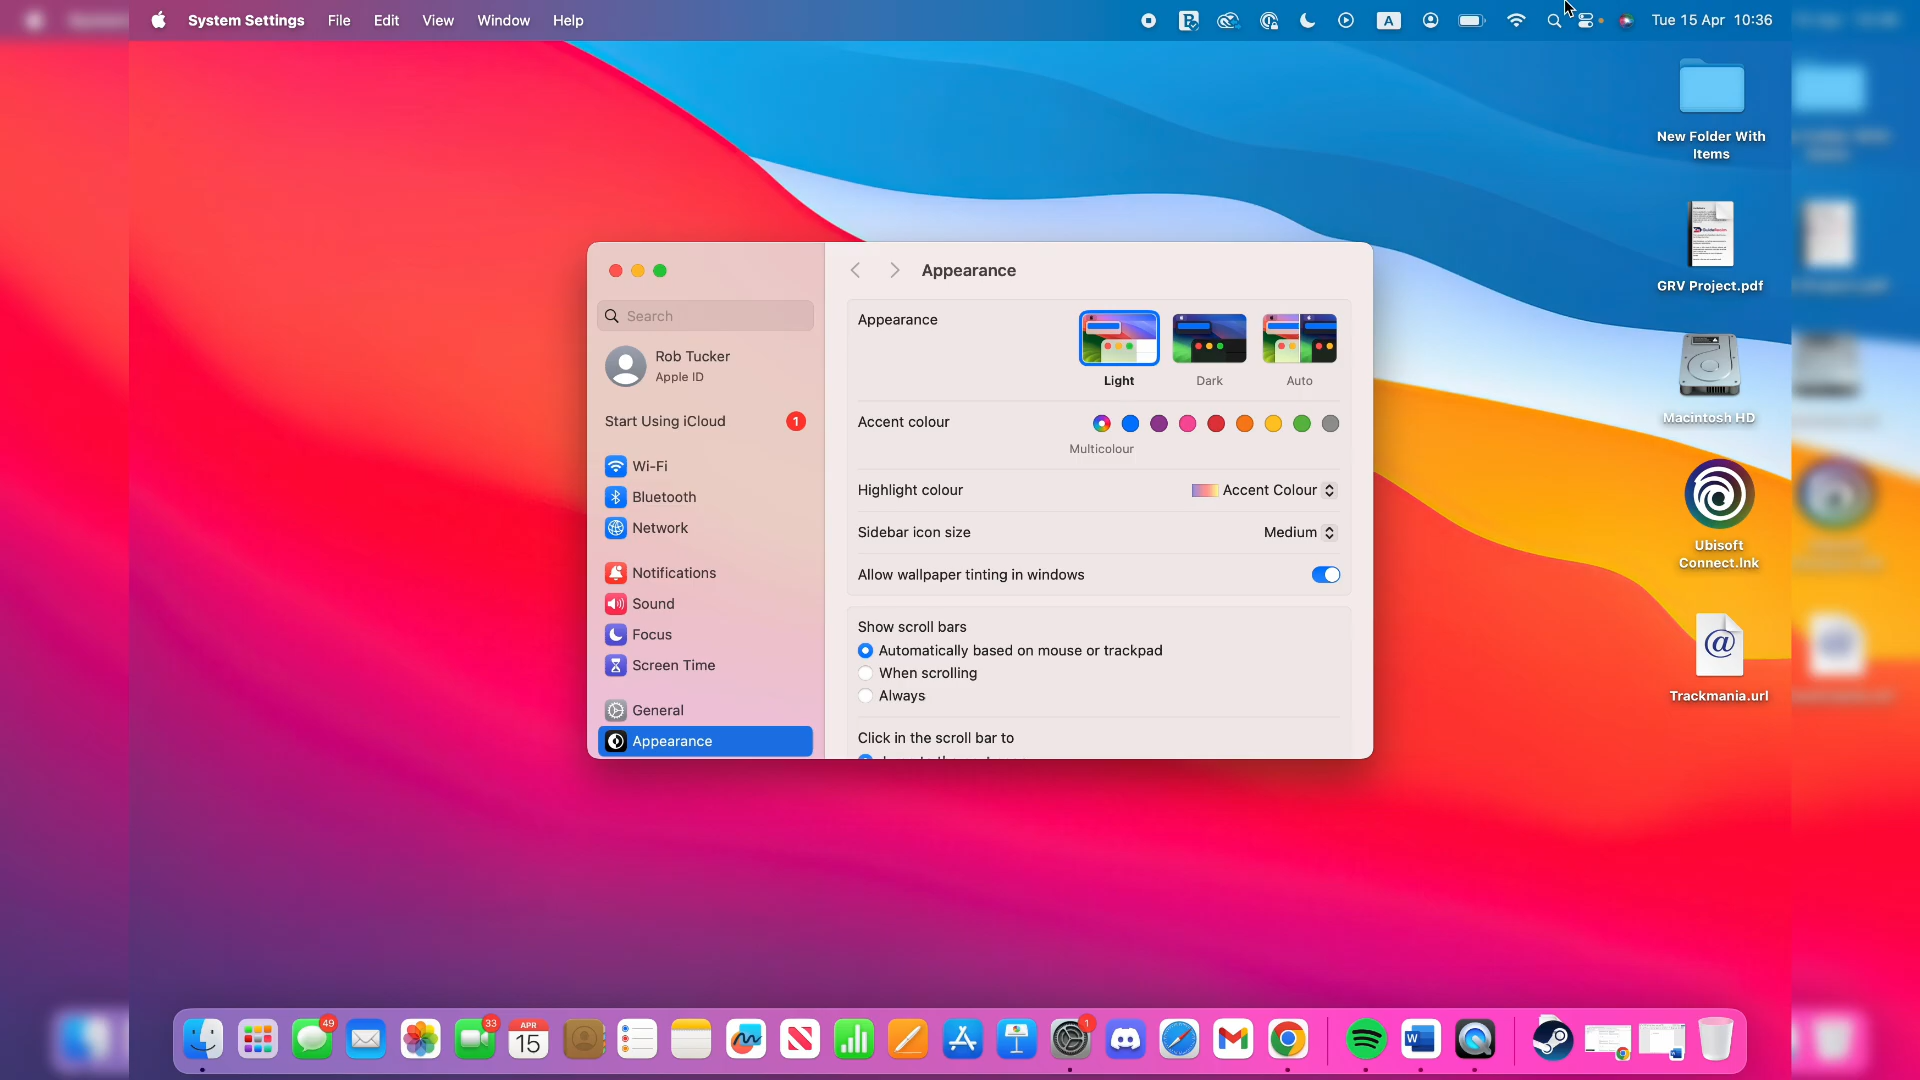 System Settings File Edit View Window Help
A
Tue 15 Apr 10:36
New Folder With
Items
GRV Project.pdf
Macintosh HD
Ubisoft
Connect.lnk
@
Trackmania.url
Search
Rob Tucker
Apple ID
Start Using iCloud 1
Wi-Fi
Bluetooth
Network
Notifications
Sound
Focus
Screen Time
General
Appearance
Appearance
Appearance
Light Dark Auto
Accent colour
Multicolour
Highlight colour Accent Colour
Sidebar icon size Medium
Allow wallpaper tinting in windows
Show scroll bars
Automatically based on mouse or trackpad
When scrolling
Always
Click in the scroll bar to
49 33 APR 1
15
W